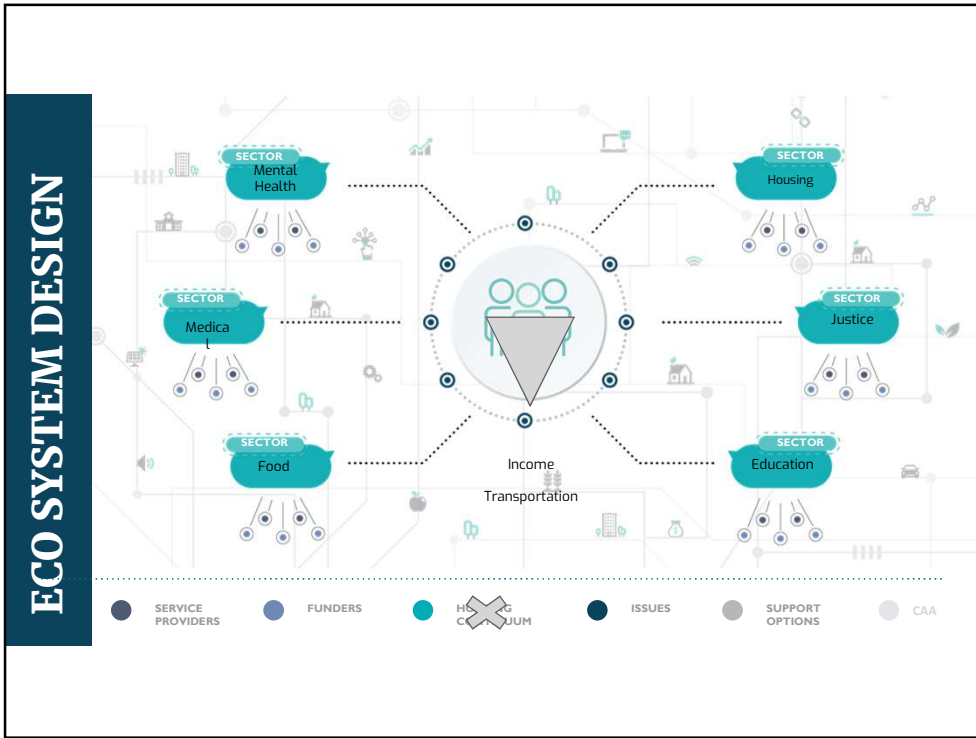 ECO SYSTEM DESIGN
SECTOR
Mental
Health
SECTOR
Housing
SECTOR
Medica
l
SECTOR
Justice
SECTOR
Food
SECTOR
Education
Income
Transportation
SERVICE
PROVIDERS
FUNDERS
ISSUES
SUPPORT
OPTIONS
CAA